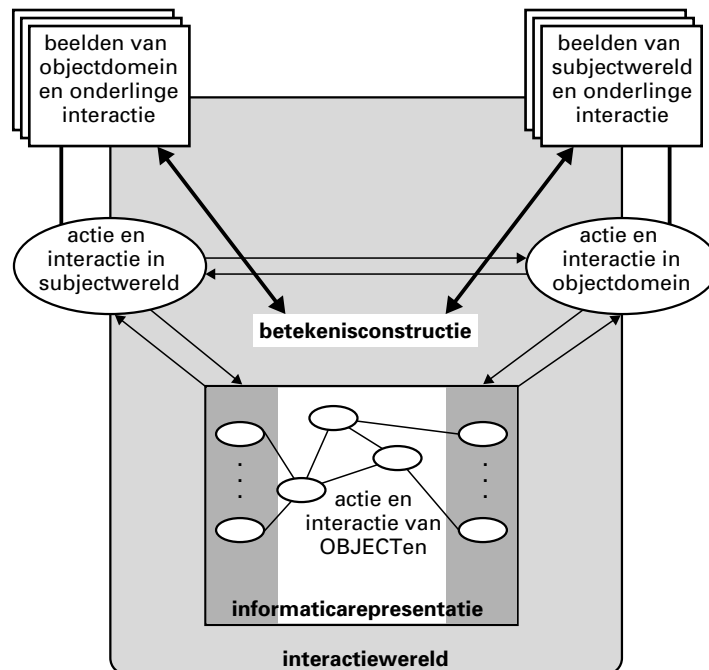 beelden van
objectdomein
en onderlinge
interactie
beelden van
subjectwereld
en onderlinge
interactie
actie en
interactie in
subjectwereld
actie en
interactie in
objectdomein
betekenisconstructie
actie en
interactie van
OBJECTen
informaticarepresentatie
interactiewereld